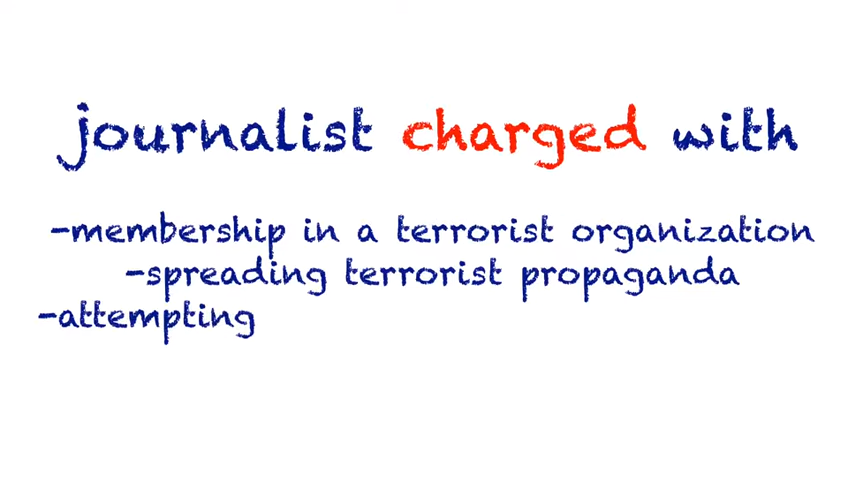 journalist charged with
-membership in a terrorist organization
-spreading terrorist propaganda
-attempting